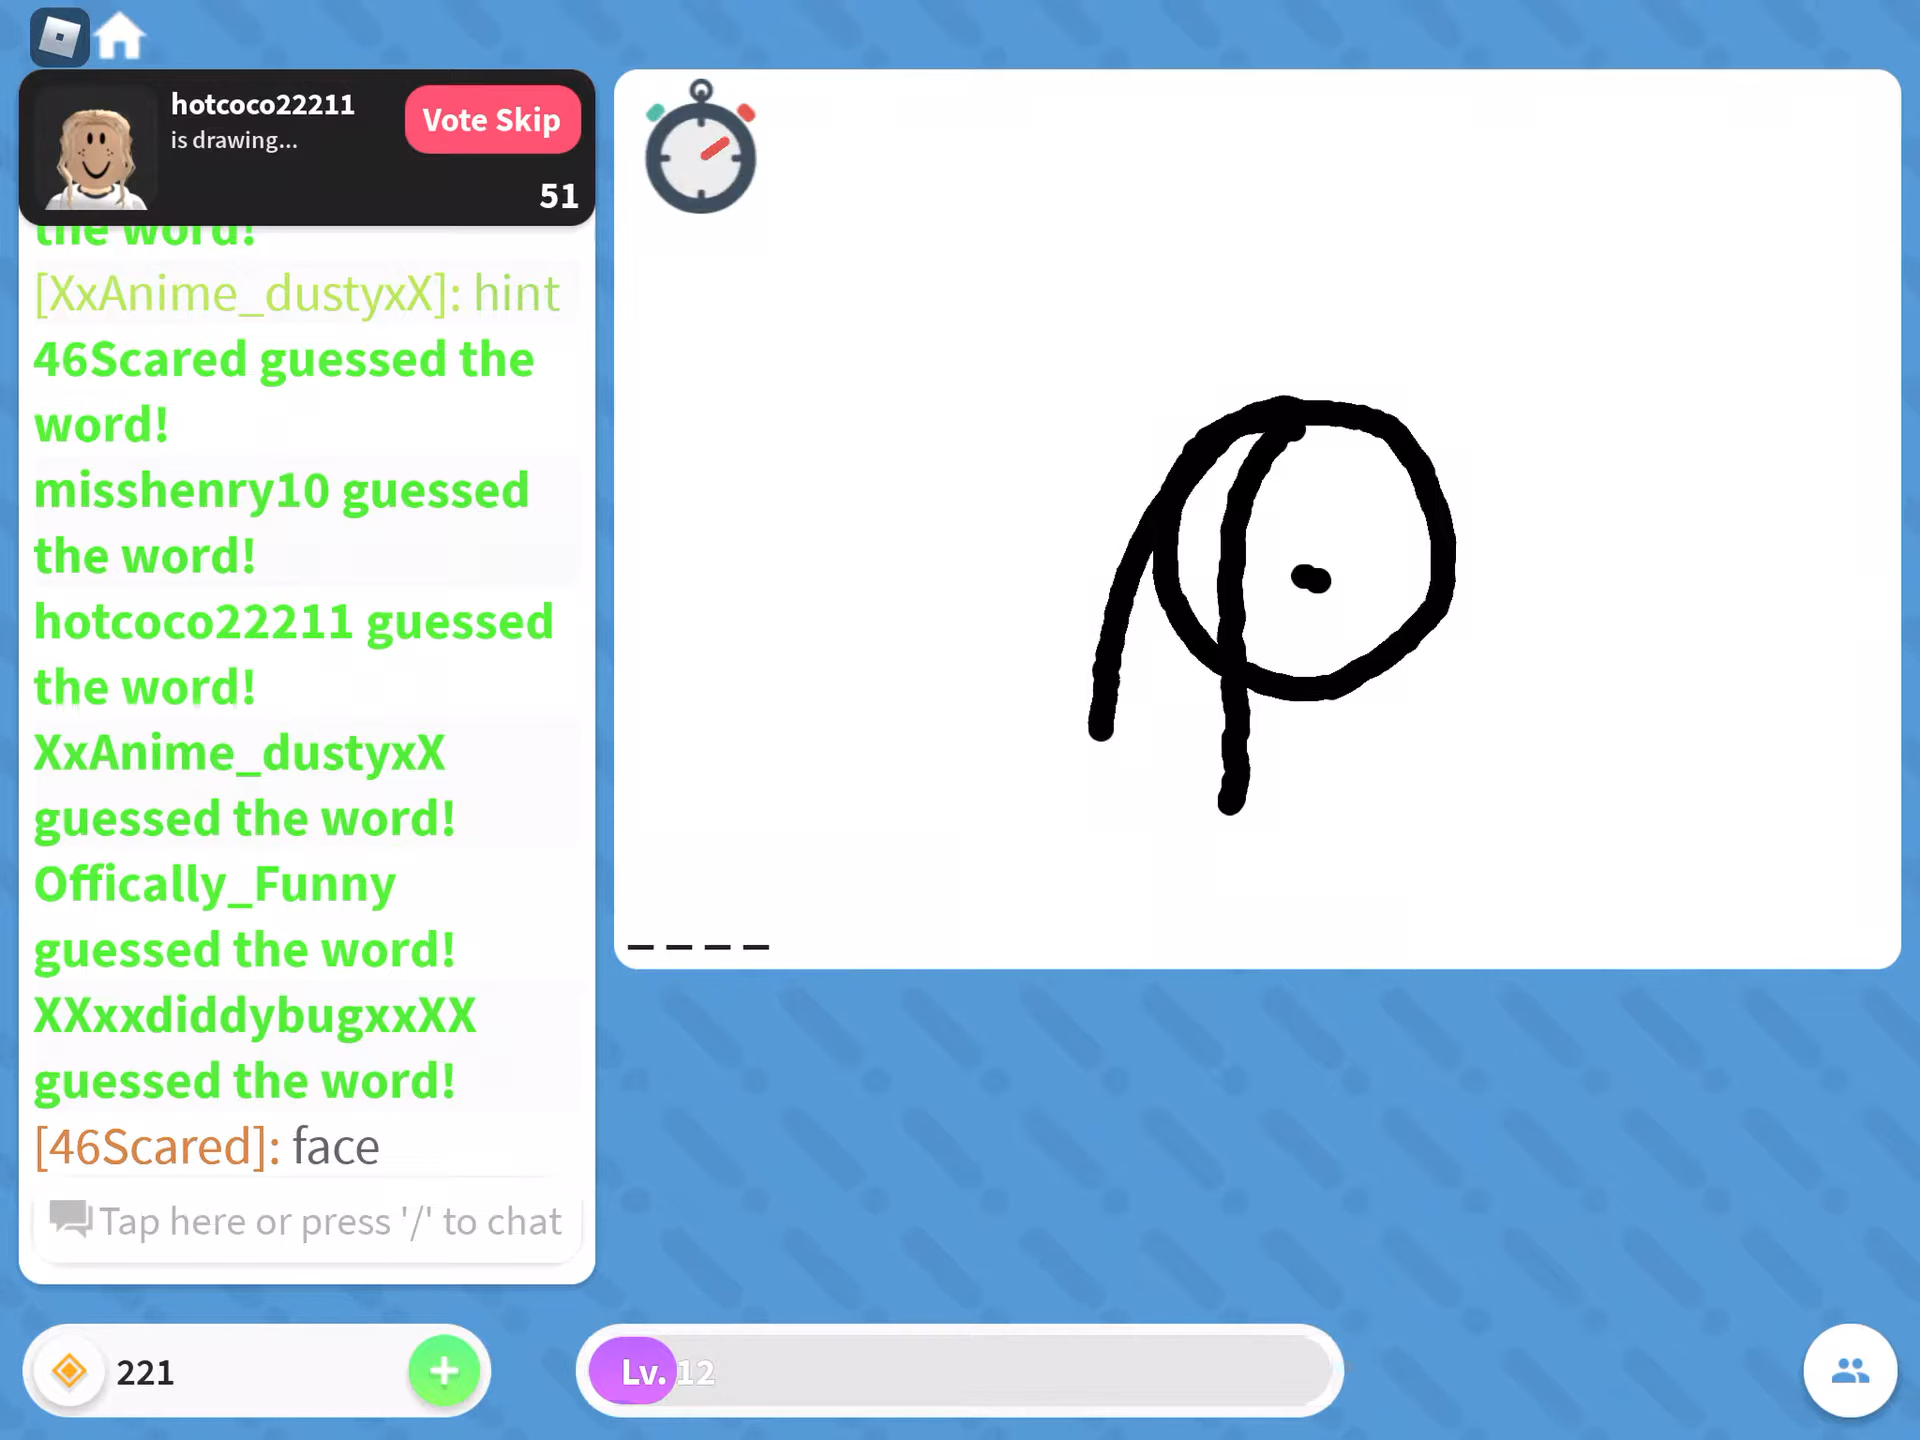 hotcoco22211
is drawing...
Vote Skip
51
the word!
[XxAnime_dustyxX]: hint
46Scared guessed the
word!
misshenry10 guessed
the word!
hotcoco22211 guessed
the word!
XxAnime_dustyxX
guessed the word!
Offically_Funny
guessed the word!
XXxxdiddybugxxXX
guessed the word!
[46Scared]: face
Tap here or press '/' to chat
_ _ _ _
221
Lv. 12